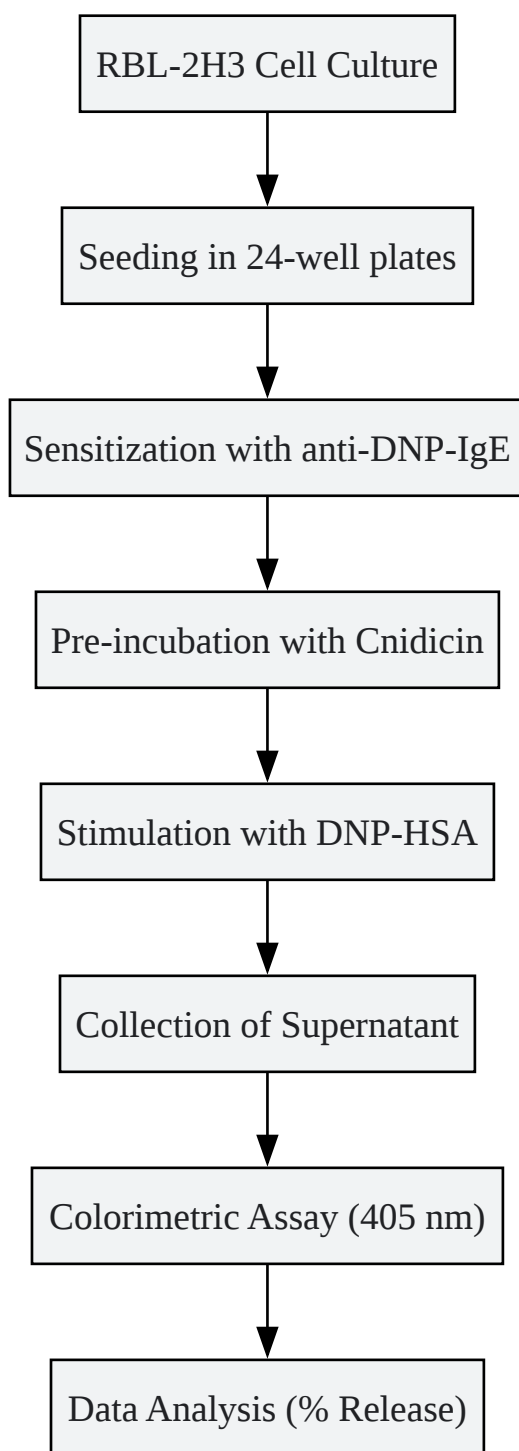 RBL-2H3 Cell Culture
Seeding in 24-well plates
Sensitization with anti-DNP-IgE
Pre-incubation with Cnidicin
Stimulation with DNP-HSA
Collection of Supernatant
Colorimetric Assay (405 nm)
Data Analysis (% Release)